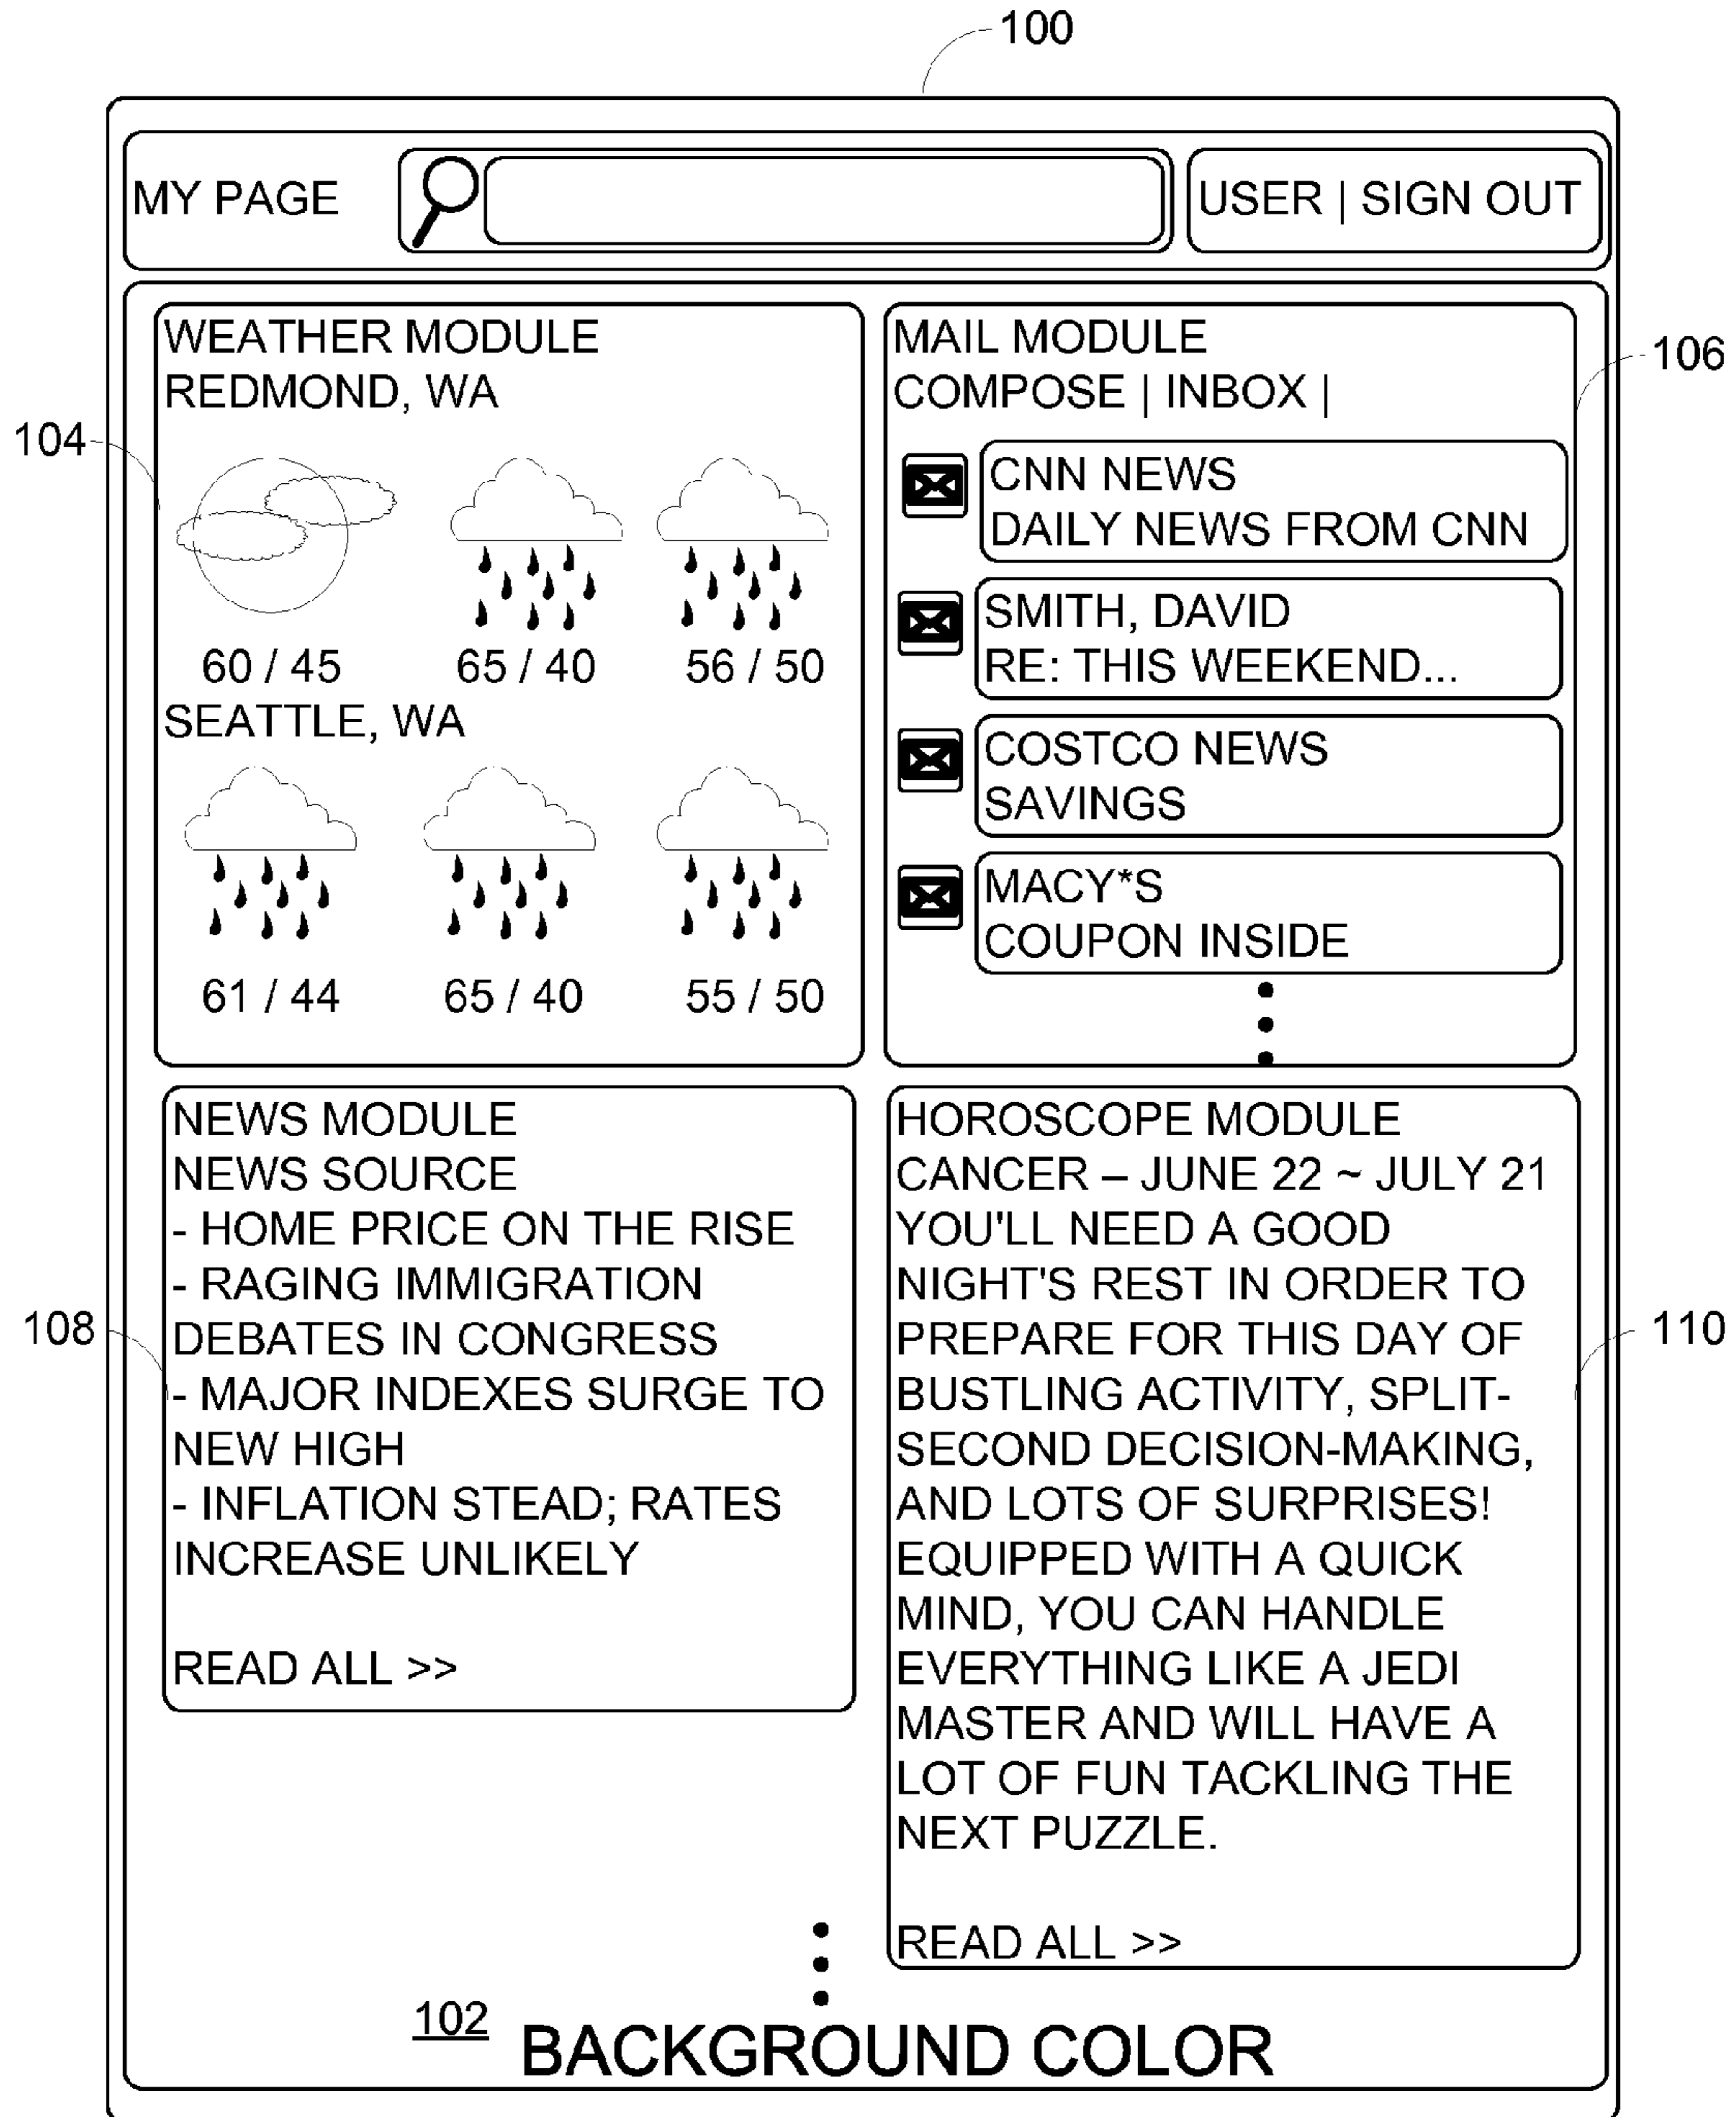 100
MY PAGE
USER | SIGN OUT
WEATHER MODULE
REDMOND, WA
104
60 / 45
65 / 40
56 / 50
SEATTLE, WA
61 / 44
65 / 40
55 / 50
MAIL MODULE
COMPOSE | INBOX |
106
CNN NEWS
DAILY NEWS FROM CNN
SMITH, DAVID
RE: THIS WEEKEND...
COSTCO NEWS
SAVINGS
MACY*S
COUPON INSIDE
NEWS MODULE
NEWS SOURCE
- HOME PRICE ON THE RISE
- RAGING IMMIGRATION
DEBATES IN CONGRESS
- MAJOR INDEXES SURGE TO
NEW HIGH
- INFLATION STEAD; RATES
INCREASE UNLIKELY
READ ALL >>
108
HOROSCOPE MODULE
CANCER – JUNE 22 ~ JULY 21
YOU'LL NEED A GOOD
NIGHT'S REST IN ORDER TO
PREPARE FOR THIS DAY OF
BUSTLING ACTIVITY, SPLIT-
SECOND DECISION-MAKING,
AND LOTS OF SURPRISES!
EQUIPPED WITH A QUICK
MIND, YOU CAN HANDLE
EVERYTHING LIKE A JEDI
MASTER AND WILL HAVE A
LOT OF FUN TACKLING THE
NEXT PUZZLE.
READ ALL >>
110
102
BACKGROUND COLOR